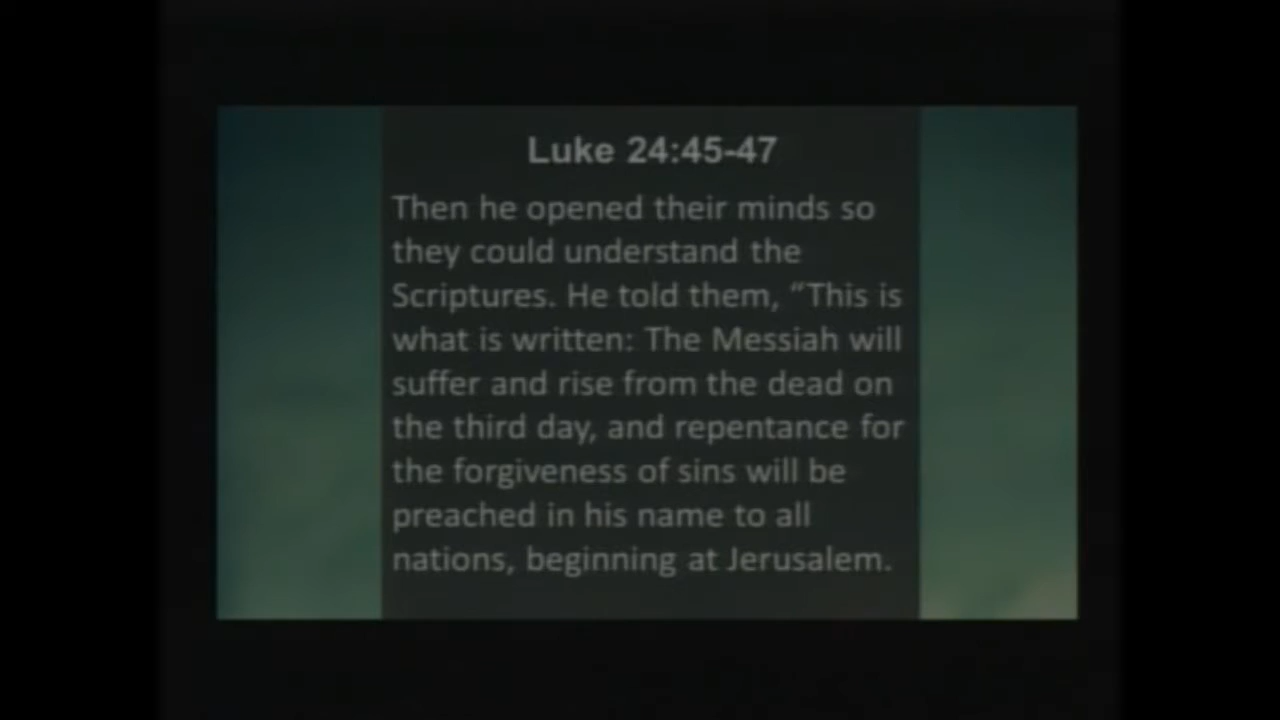 Luke 24:45-47
Then he opened their minds so
they could understand the
Scriptures. He told them, “This is
what is written: The Messiah will
suffer and rise from the dead on
the third day, and repentance for
the forgiveness of sins will be
preached in his name to all
nations, beginning at Jerusalem.